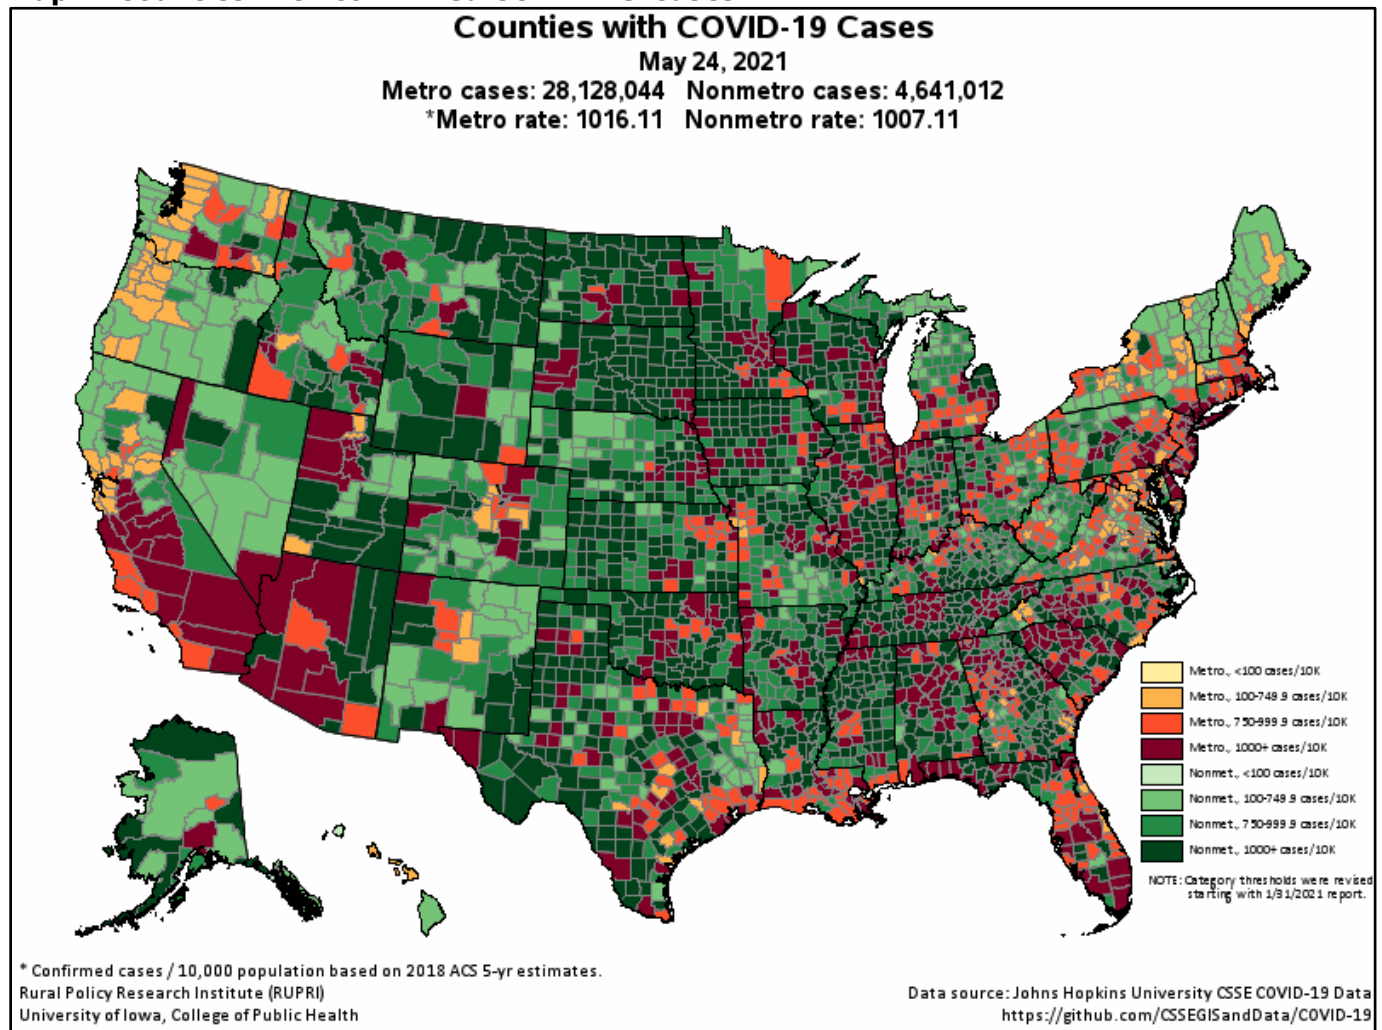 Counties with COVID-19 Cases
May 24, 2021
Metro cases: 28,128,044 Nonmetro cases: 4,641,012
*Metro rate: 1016.11 Nonmetro rate: 1007.11
Metro., <100 cases/10K
Metro., 100-749.9 cases/10K
Metro., 750-999.9 cases/10K
Metro., 1000+ cases/10K
Nonmet., <100 cases/10K
Nonmet., 100-749.9 cases/10K
Nonmet., 750-999.9 cases/10K
Nonmet., 1000+ cases/10K
NOTE: Category thresholds were revised
starting with 1/31/2021 report.
* Confirmed cases / 10,000 population based on 2018 ACS 5-yr estimates.
Rural Policy Research Institute (RUPRI)
University of Iowa, College of Public Health
Data source: Johns Hopkins University CSSE COVID-19 Data
https://github.com/CSSEGISandData/COVID-19